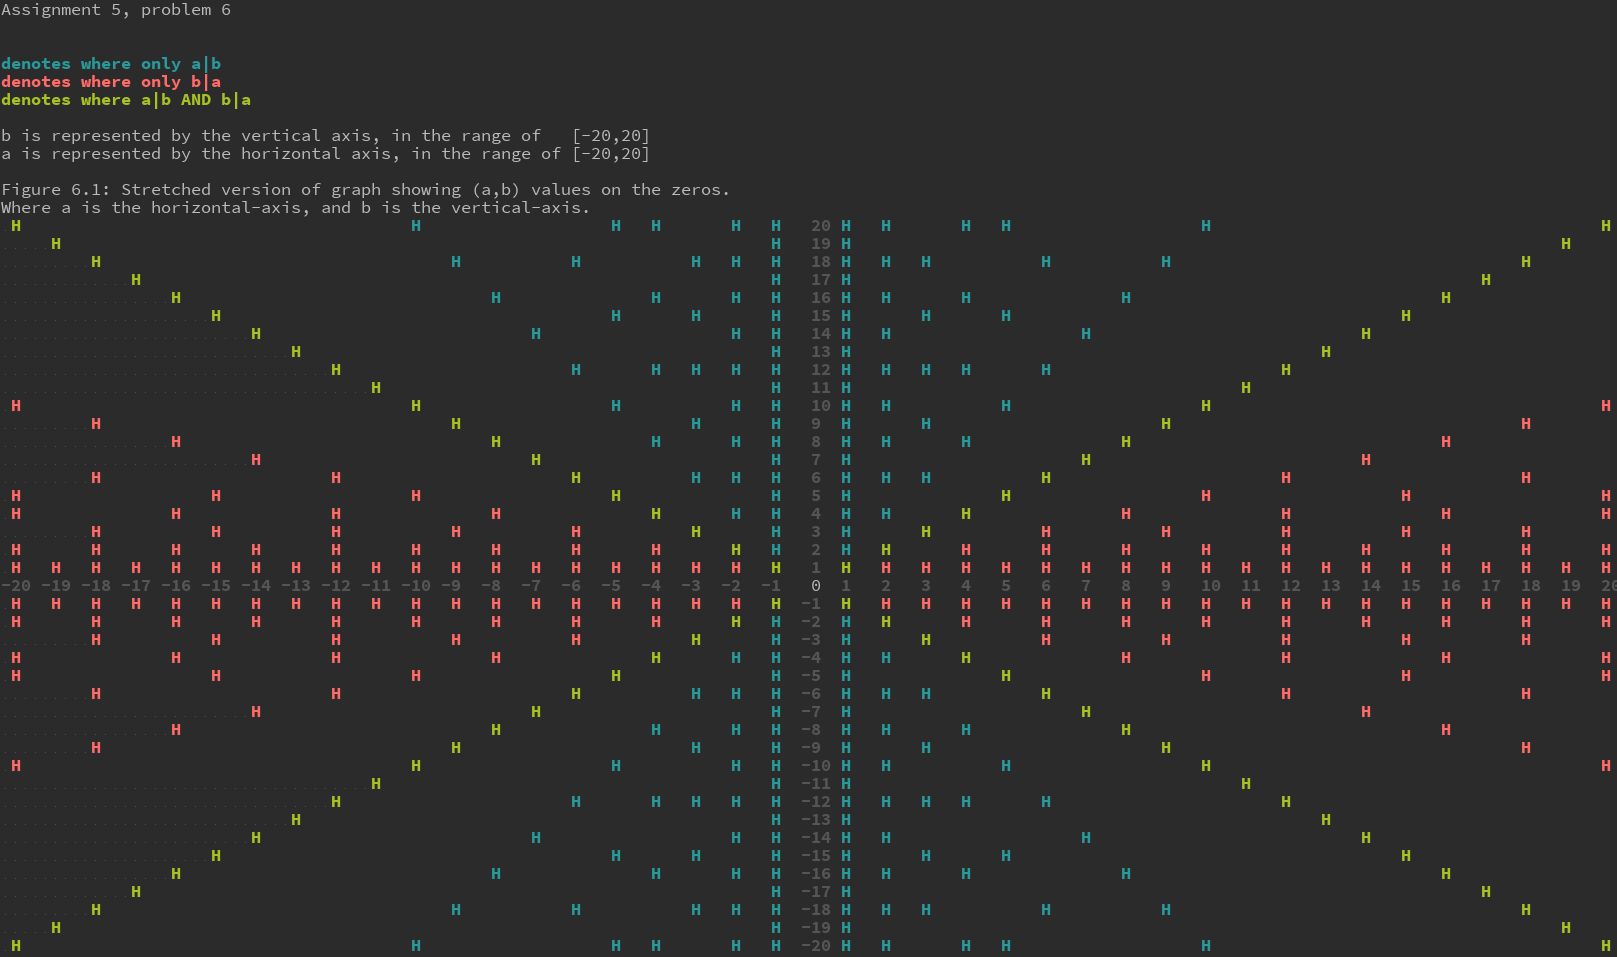 Assignment 5, problem 6
denotes where only a|b
denotes where only b|a
denotes where a|b AND b|a
b is represented by the vertical axis, in the range of [-20,20]
a is represented by the horizontal axis, in the range of [-20,20]
Figure 6.1: Stretched version of graph showing (a,b) values on the zeros.
Where a is the horizontal-axis, and b is the vertical-axis.
H H H H H H 20 H H H H H H
H H 19 H H
H H H H H H 18 H H H H H H
H H 17 H H
H H H H H 16 H H H H H
H H H H 15 H H H H
H H H H 14 H H H H
H H 13 H H
H H H H H H 12 H H H H H H
H H 11 H H
H H H H H 10 H H H H H
H H H H 9 H H H H
H H H H H 8 H H H H H
H H H 7 H H H
H H H H H H 6 H H H H H H
H H H H H 5 H H H H H
H H H H H H H 4 H H H H H H H
H H H H H H H 3 H H H H H H H
H H H H H H H H H H H 2 H H H H H H H H H H H
H H H H H H H H H H H H H H H H H H H H 1 H H H H H H H H H H H H H H H H H H H H
-20 -19 -18 -17 -16 -15 -14 -13 -12 -11 -10 -9 -8 -7 -6 -5 -4 -3 -2 -1 0 1 2 3 4 5 6 7 8 9 10 11 12 13 14 15 16 17 18 19 20
H H H H H H H H H H H H H H H H H H H H -1 H H H H H H H H H H H H H H H H H H H H
H H H H H H H H H H H -2 H H H H H H H H H H H
H H H H H H H -3 H H H H H H H
H H H H H H H -4 H H H H H H H
H H H H H -5 H H H H H
H H H H H H -6 H H H H H H
H H H -7 H H H
H H H H H -8 H H H H H
H H H H -9 H H H H
H H H H H -10 H H H H H
H H -11 H H
H H H H H H -12 H H H H H H
H H -13 H H
H H H H -14 H H H H
H H H H -15 H H H H
H H H H H -16 H H H H H
H H -17 H H
H H H H H H -18 H H H H H H
H H -19 H H
H H H H H H -20 H H H H H H